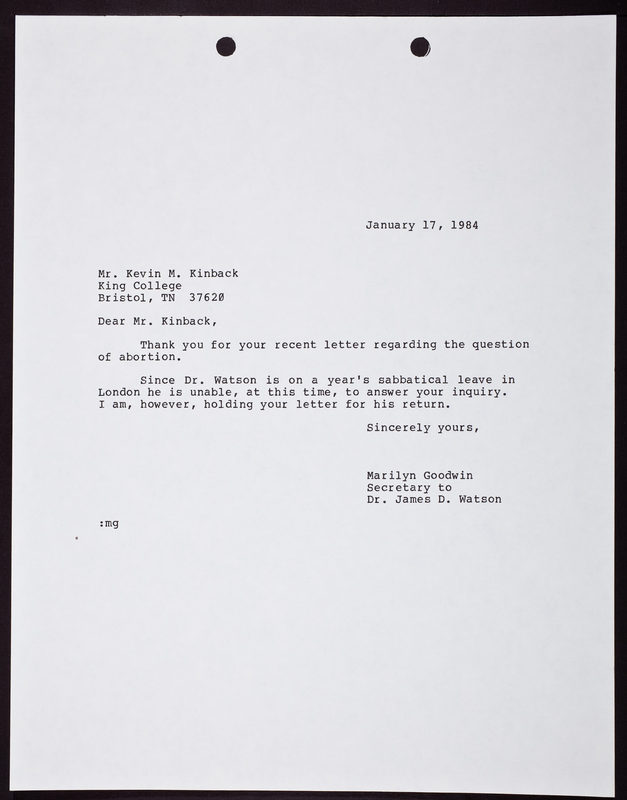 January 17, 1984
Mr. Kevin M. Kinback
King College
Bristol, TN  37620
Dear Mr. Kinback,
Thank you for your recent letter regarding the question
of abortion.
Since Dr. Watson is on a year's sabbatical leave in
London he is unable, at this time, to answer your inquiry.
I am, however, holding your letter for his return.
Sincerely yours,
Marilyn Goodwin
Secretary to
Dr. James D. Watson
:mg